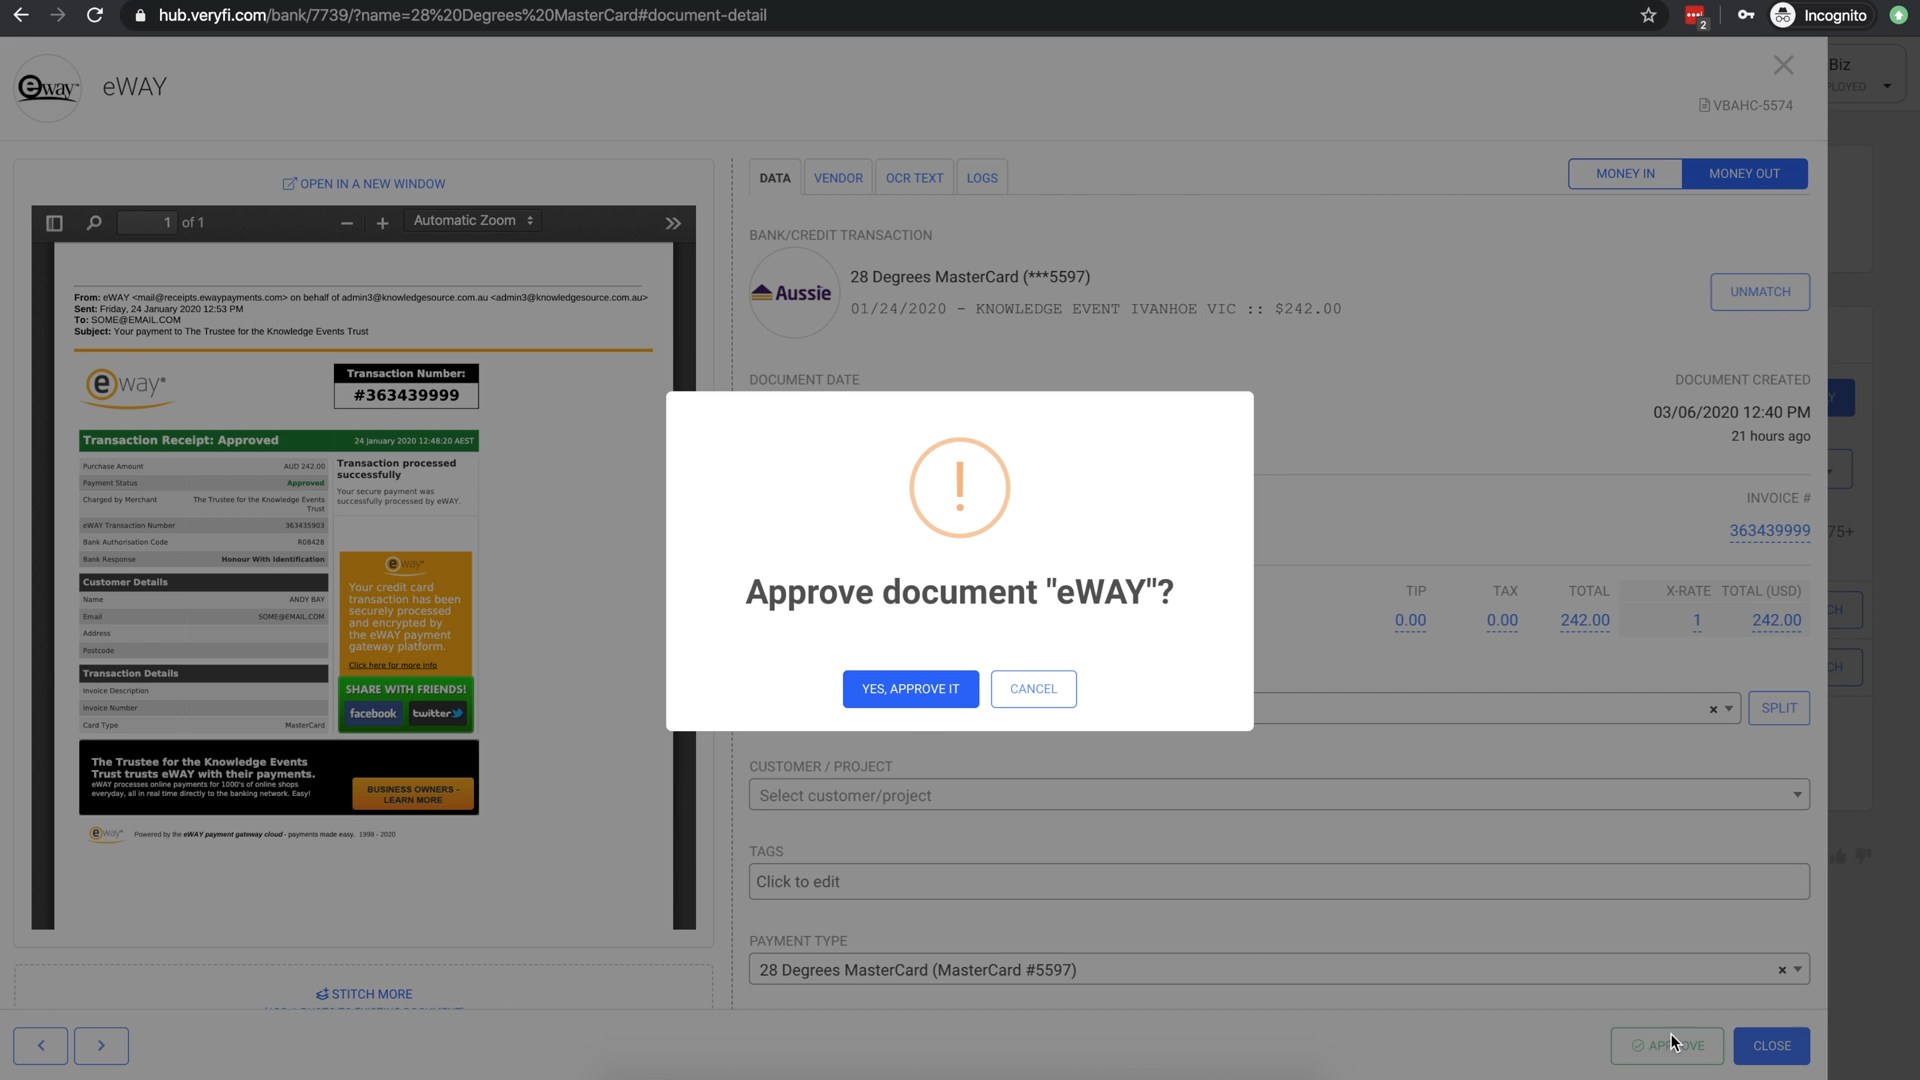 hub.veryfi.com/bank/7739/?name=28%20Degrees%20MasterCard#document-detail
2
Incognito
eway
eWAY
Biz
PLOYED
VBAHC-5574
OPEN IN A NEW WINDOW
1 of 1
Automatic Zoom
From: eWAY <mail@receipts.ewaypayments.com> on behalf of admin3@knowledgesource.com.au <admin3@knowledgesource.com.au>
Sent: Friday, 24 January 2020 12:53 PM
To: SOME@EMAIL.COM
Subject: Your payment to The Trustee for the Knowledge Events Trust
eway
Transaction Number:
#363439999
Transaction Receipt: Approved 24 January 2020 12:48:20 AEST
Purchase Amount AUD 242.00
Payment Status Approved
Charged by Merchant The Trustee for the Knowledge Events
Trust
eWAY Transaction Number 363435903
Bank Authorisation Code R08428
Bank Response Honour With Identification
Customer Details
Name ANDY BAY
Email SOME@EMAIL.COM
Address
Postcode
Transaction Details
Invoice Description
Invoice Number
Card Type MasterCard
Transaction processed
successfully
Your secure payment was
successfully processed by eWAY.
eway
Your credit card
transaction has been
securely processed
and encrypted by
the eWAY payment
gateway platform.
Click here for more info
SHARE WITH FRIENDS!
facebook twitter
The Trustee for the Knowledge Events
Trust trusts eWAY with their payments.
eWAY processes online payments for 1000's of online shops
everyday, all in real time directly to the banking network. Easy!
BUSINESS OWNERS -
LEARN MORE
eway Powered by the eWAY payment gateway cloud - payments made easy. 1998 - 2020
STITCH MORE
DATA VENDOR OCR TEXT LOGS
MONEY IN MONEY OUT
BANK/CREDIT TRANSACTION
Aussie
28 Degrees MasterCard (***5597)
01/24/2020 - KNOWLEDGE EVENT IVANHOE VIC :: $242.00
UNMATCH
DOCUMENT DATE
DOCUMENT CREATED
03/06/2020 12:40 PM
21 hours ago
INVOICE #
363439999
75+
TIP TAX TOTAL X-RATE TOTAL (USD)
0.00 0.00 242.00 1 242.00
CH
CH
SPLIT
Approve document "eWAY"?
YES, APPROVE IT
CANCEL
CUSTOMER / PROJECT
Select customer/project
TAGS
Click to edit
PAYMENT TYPE
28 Degrees MasterCard (MasterCard #5597)
APPROVE
CLOSE